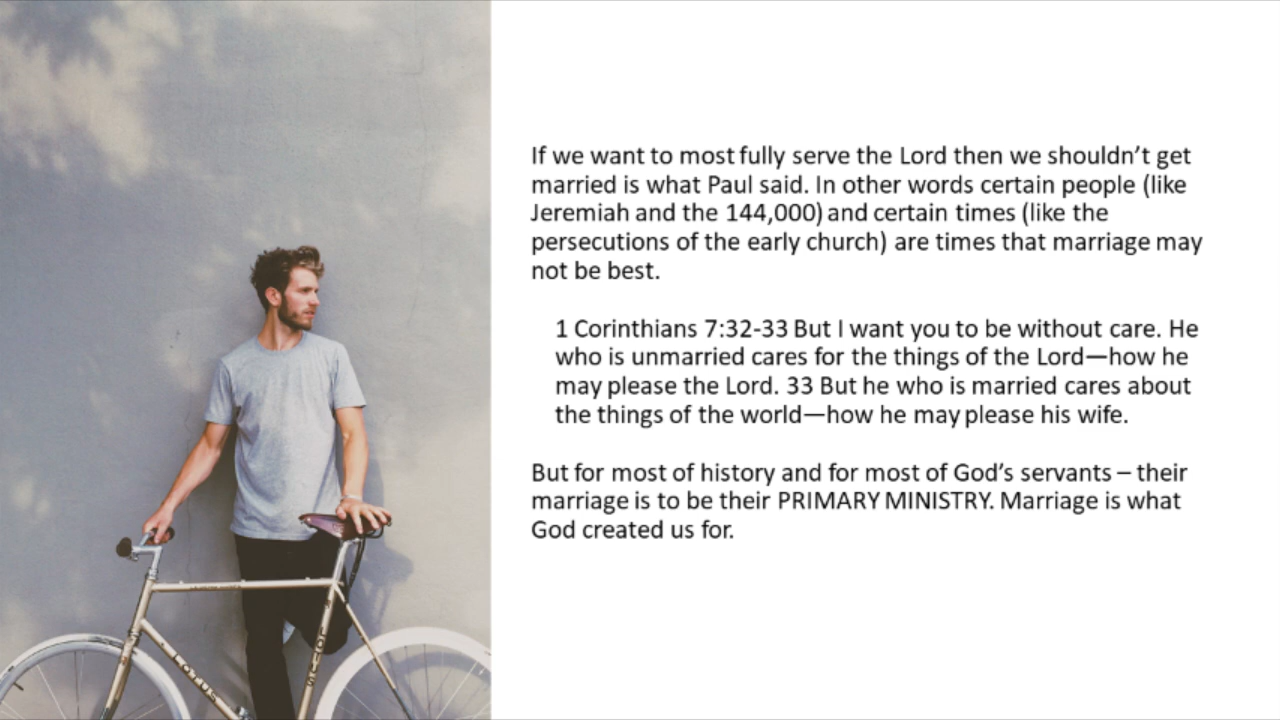 If we want to most fully serve the Lord then we shouldn’t get
married is what Paul said. In other words certain people (like
Jeremiah and the 144,000) and certain times (like the
persecutions of the early church) are times that marriage may
not be best.
1 Corinthians 7:32-33 But I want you to be without care. He
who is unmarried cares for the things of the Lord—how he
may please the Lord. 33 But he who is married cares about
the things of the world—how he may please his wife.
But for most of history and for most of God’s servants – their
marriage is to be their PRIMARY MINISTRY. Marriage is what
God created us for.
LOTUS
LOTUS